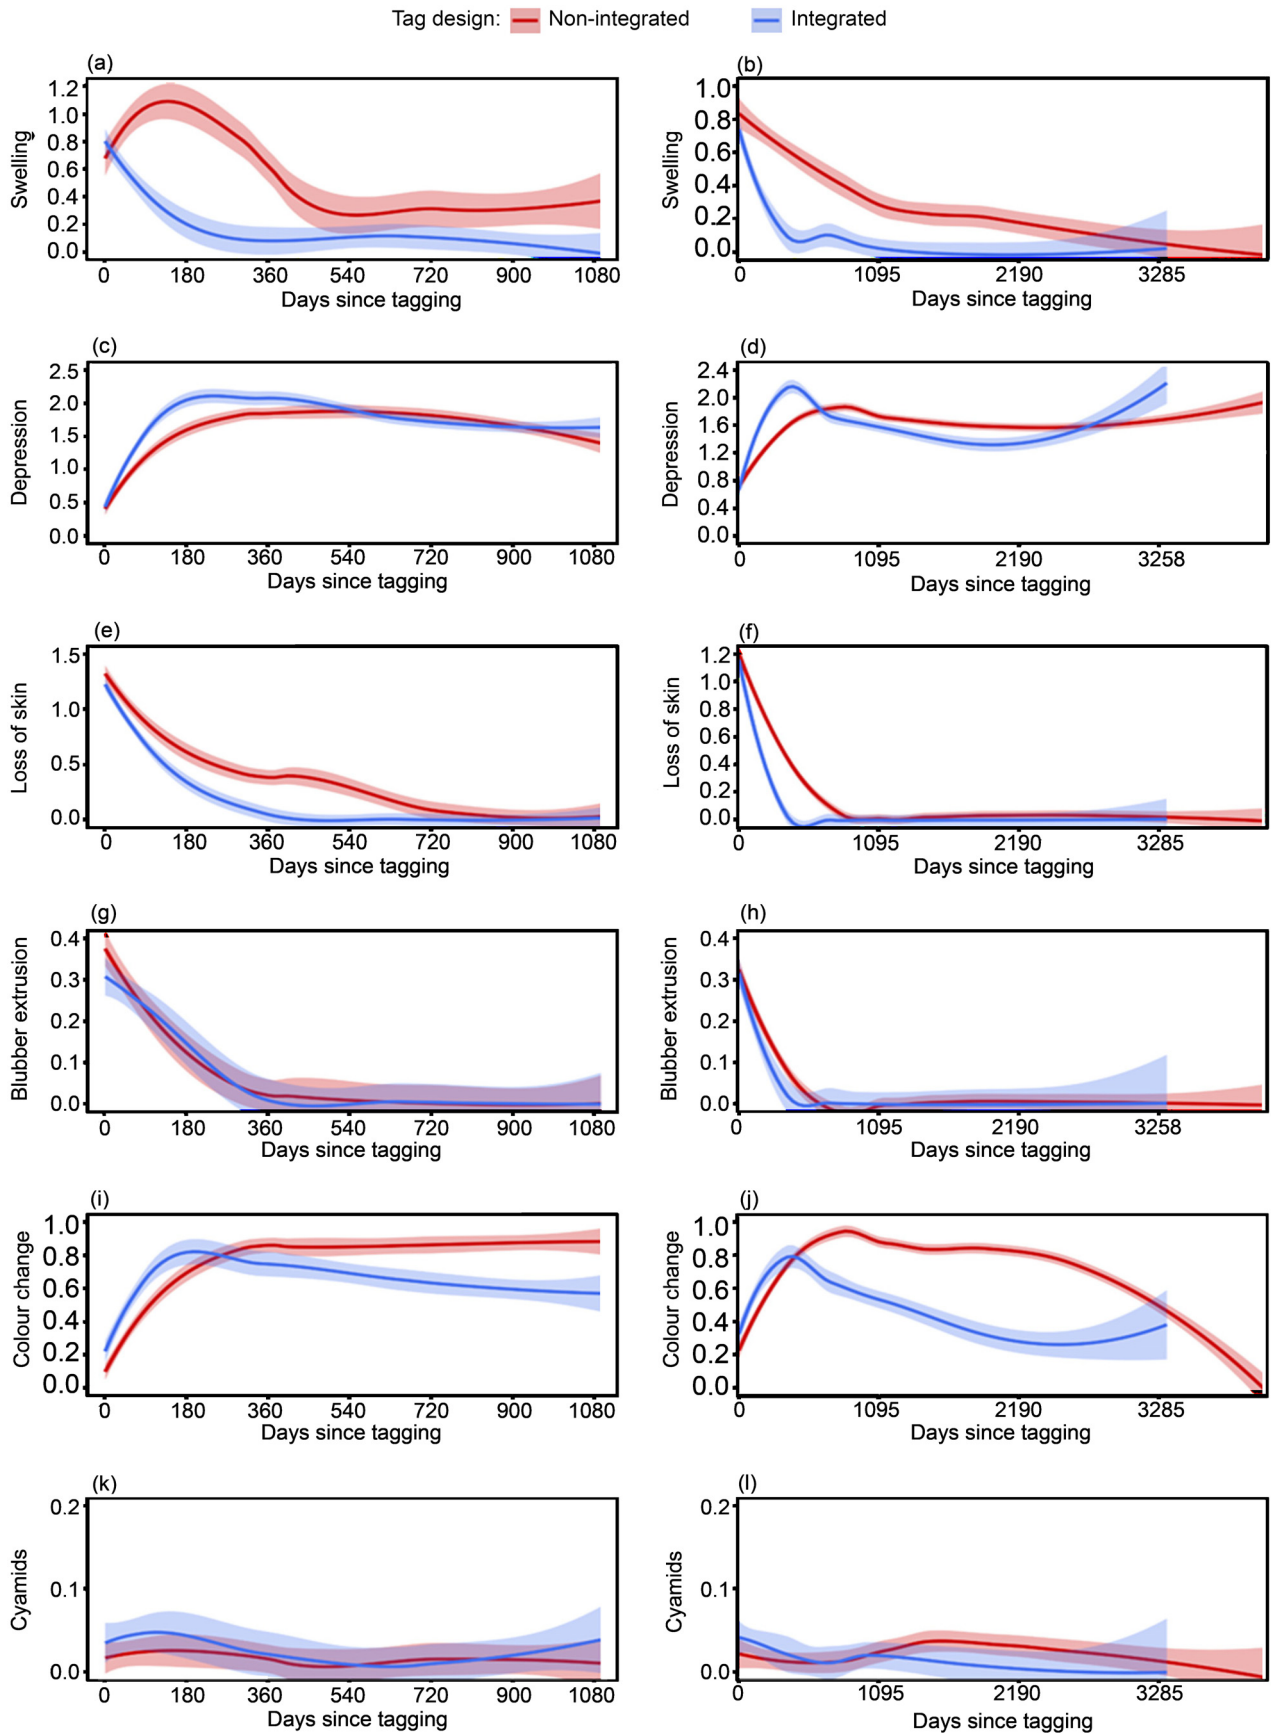 Tag design: Non-integrated Integrated
(a) (b)
1.2
1.0
0.8
0.6
0.4
0.2
0.0
Swelling
0 180 360 540 720 900 1080
Days since tagging
1.0
0.8
0.6
0.4
0.2
0.0
Swelling
0 1095 2190 3285
Days since tagging
(c) (d)
2.5
2.0
1.5
1.0
0.5
0.0
Depression
0 180 360 540 720 900 1080
Days since tagging
2.4
2.0
1.6
1.2
0.8
0.4
0.0
Depression
0 1095 2190 3258
Days since tagging
(e) (f)
1.5
1.0
0.5
0.0
Loss of skin
0 180 360 540 720 900 1080
Days since tagging
1.2
1.0
0.8
0.6
0.4
0.2
0.0
Loss of skin
0 1095 2190 3285
Days since tagging
(g) (h)
0.4
0.3
0.2
0.1
0.0
Blubber extrusion
0 180 360 540 720 900 1080
Days since tagging
0.4
0.3
0.2
0.1
0.0
Blubber extrusion
0 1095 2190 3258
Days since tagging
(i) (j)
1.0
0.8
0.6
0.4
0.2
0.0
Colour change
0 180 360 540 720 900 1080
Days since tagging
1.0
0.8
0.6
0.4
0.2
0.0
Colour change
0 1095 2190 3285
Days since tagging
(k) (l)
0.2
0.1
0.0
Cyamids
0 180 360 540 720 900 1080
Days since tagging
0.2
0.1
0.0
Cyamids
0 1095 2190 3285
Days since tagging